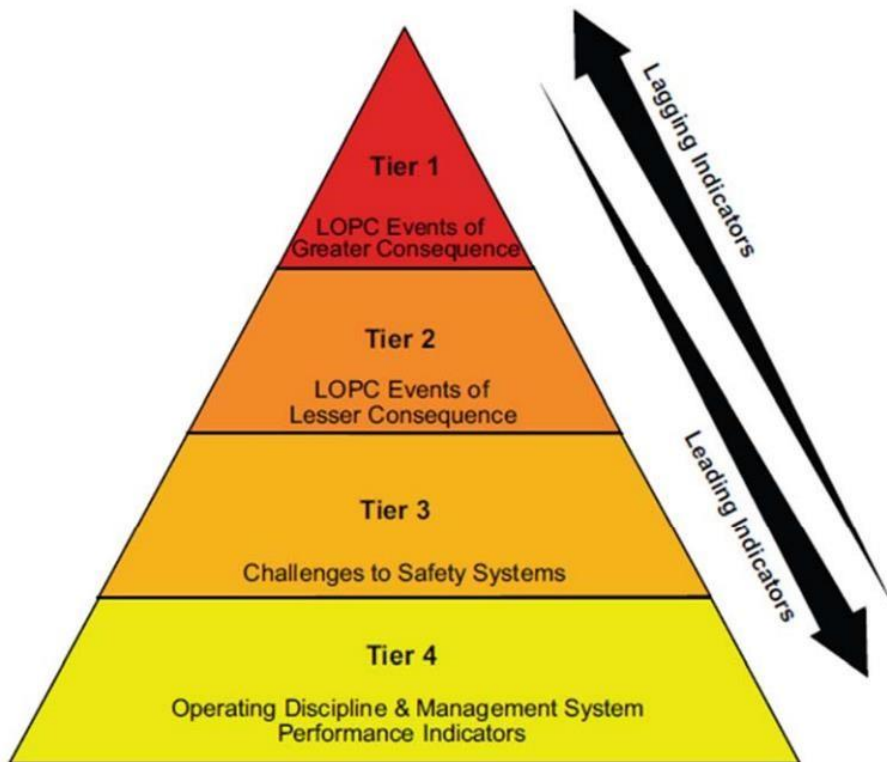 Tier 1
LOPC Events of
Greater Consequence
Tier 2
LOPC Events of
Lesser Consequence
Tier 3
Challenges to Safety Systems
Tier 4
Operating Discipline & Management System
Performance Indicators
Lagging Indicators
Leading Indicators